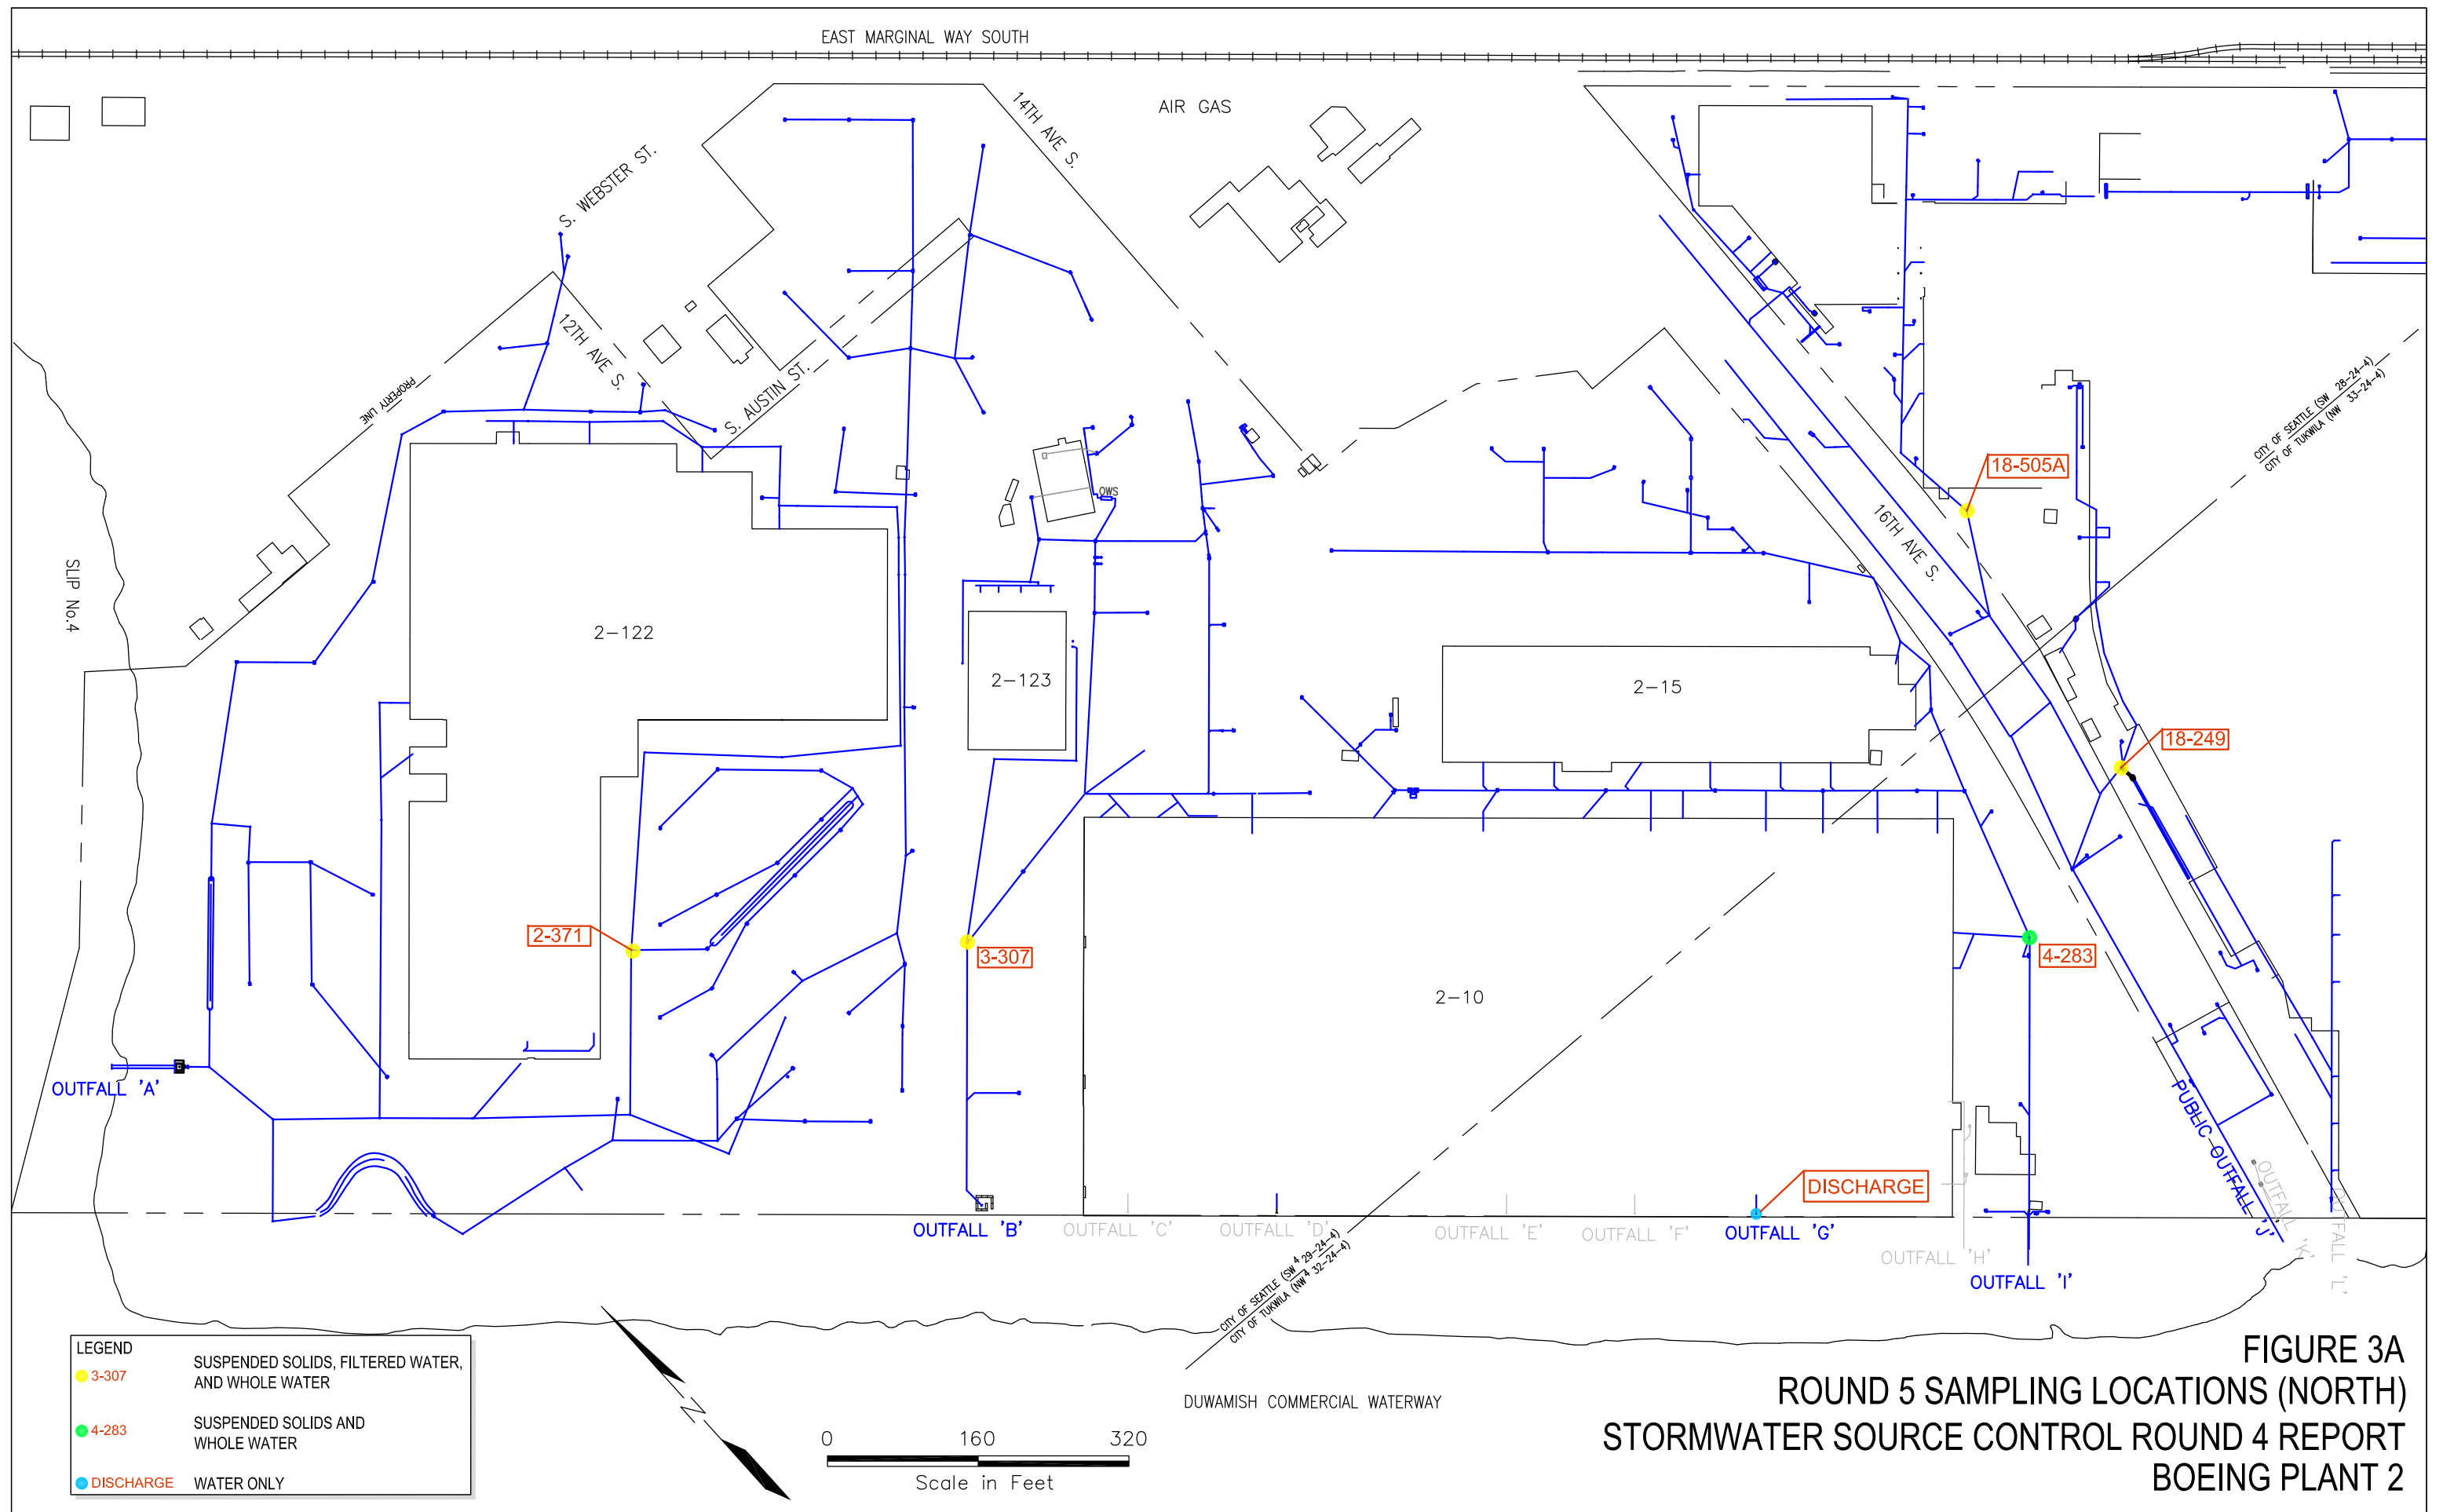 EAST MARGINAL WAY SOUTH
AIR GAS
14TH AVE S.
S. WEBSTER ST.
12TH AVE S.
S. AUSTIN ST.
PROPERTY LINE
SLIP No.4
OWS
2-122
2-123
2-15
2-10
16TH AVE S.
18-505A
CITY OF SEATTLE (SW 28-24-4)
CITY OF TUKWILA (NW 33-24-4)
18-249
2-371
3-307
4-283
DISCHARGE
OUTFALL 'A'
OUTFALL 'B'
OUTFALL 'C'
OUTFALL 'D'
OUTFALL 'E'
OUTFALL 'F'
OUTFALL 'G'
OUTFALL 'H'
OUTFALL 'I'
PUBLIC OUTFALL 'J'
OUTFALL 'K'
OUTFALL 'L'
CITY OF SEATTLE (SW 4 29-24-4)
CITY OF TUKWILA (NW 4 32-24-4)
DUWAMISH COMMERCIAL WATERWAY
LEGEND
3-307 SUSPENDED SOLIDS, FILTERED WATER,
AND WHOLE WATER
4-283 SUSPENDED SOLIDS AND
WHOLE WATER
DISCHARGE WATER ONLY
N
0 160 320
Scale in Feet
FIGURE 3A
ROUND 5 SAMPLING LOCATIONS (NORTH)
STORMWATER SOURCE CONTROL ROUND 4 REPORT
BOEING PLANT 2